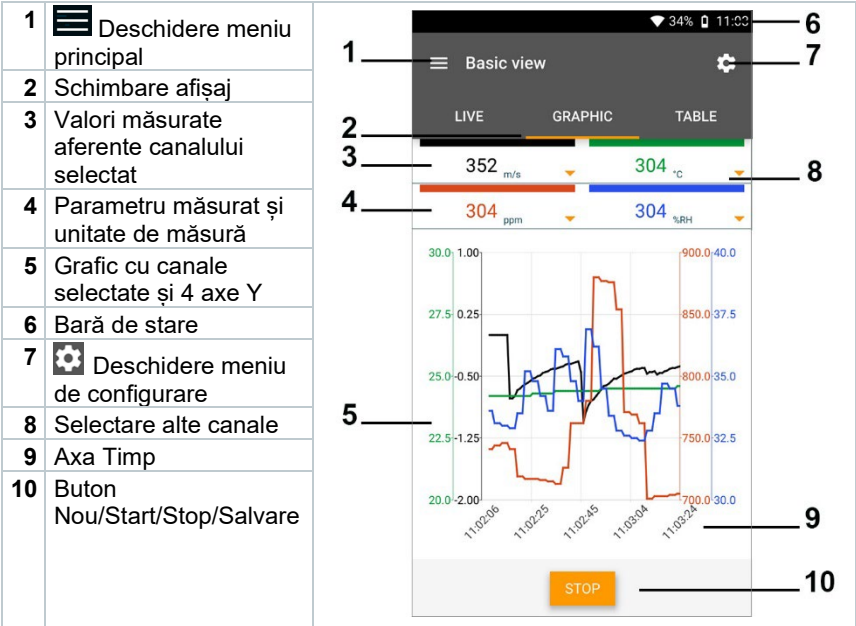 1 Deschidere meniu
principal
2 Schimbare afișaj
3 Valori măsurate
aferente canalului
selectat
4 Parametru măsurat și
unitate de măsură
5 Grafic cu canale
selectate și 4 axe Y
6 Bară de stare
7 Deschidere meniu
de configurare
8 Selectare alte canale
9 Axa Timp
10 Buton
Nou/Start/Stop/Salvare
34% 11:00 6
1 Basic view 7
LIVE GRAPHIC TABLE
2
3 352 m/s 304 °C 8
4 304 ppm 304 %RH
30.0 1.00 900.0 40.0
27.5 0.25 850.0 37.5
25.0 -0.50 800.0 35.0
5
22.5 -1.25 750.0 32.5
20.0 -2.00 700.0 30.0
11:02:06 11:02:25 11:02:45 11:03:04 11:03:24 9
STOP 10